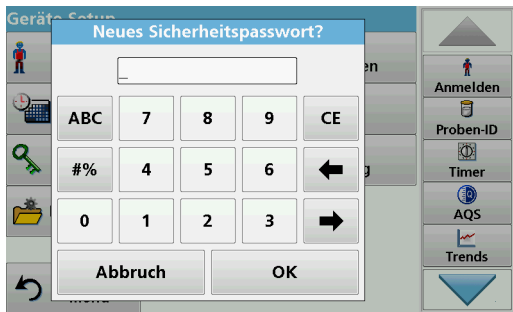 Geräte Setup
Neues Sicherheitspasswort?
_
ABC 7 8 9 CE
#% 4 5 6
0 1 2 3
Abbruch OK
Anmelden
Proben-ID
Timer
AQS
Trends